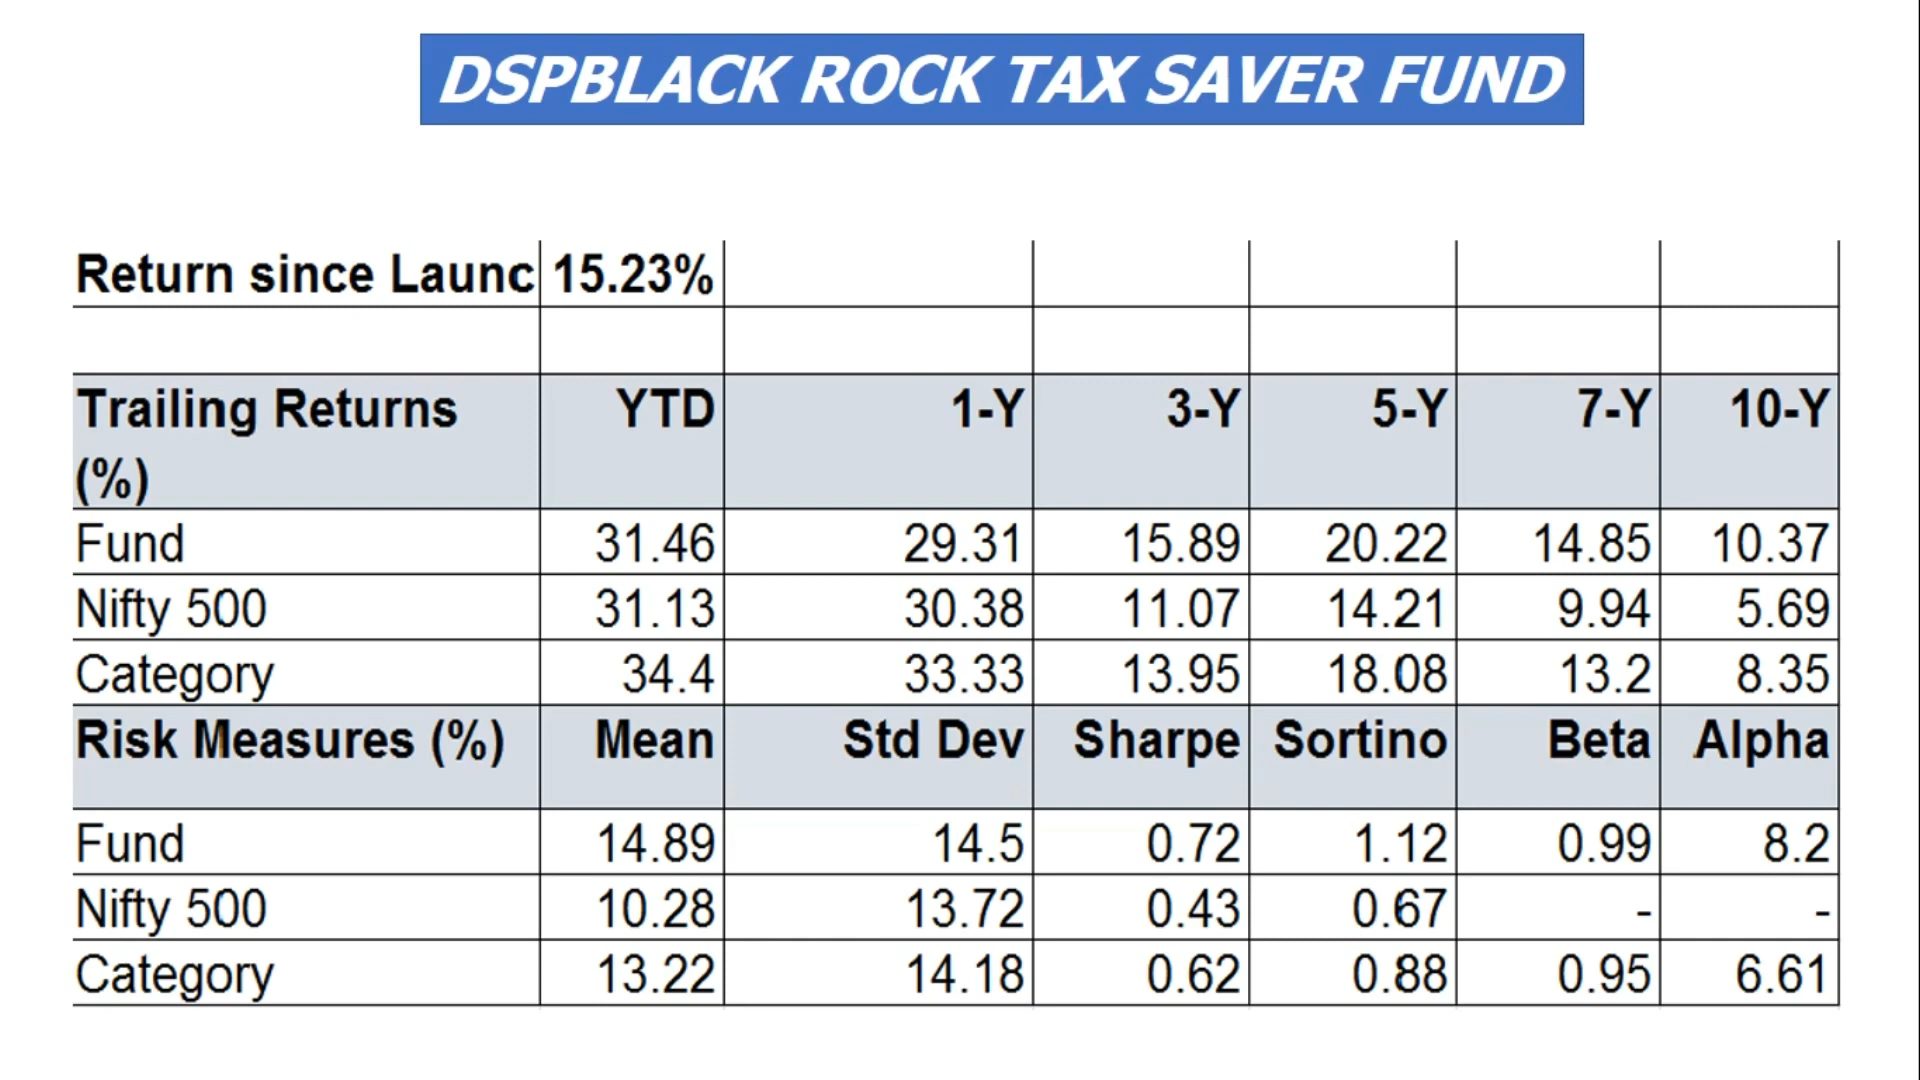 DSPBLACK ROCK TAX SAVER FUND
Return since Launc 15.23%
Trailing Returns (%) YTD 1-Y 3-Y 5-Y 7-Y 10-Y
Fund 31.46 29.31 15.89 20.22 14.85 10.37
Nifty 500 31.13 30.38 11.07 14.21 9.94 5.69
Category 34.4 33.33 13.95 18.08 13.2 8.35
Risk Measures (%) Mean Std Dev Sharpe Sortino Beta Alpha
Fund 14.89 14.5 0.72 1.12 0.99 8.2
Nifty 500 10.28 13.72 0.43 0.67 - -
Category 13.22 14.18 0.62 0.88 0.95 6.61